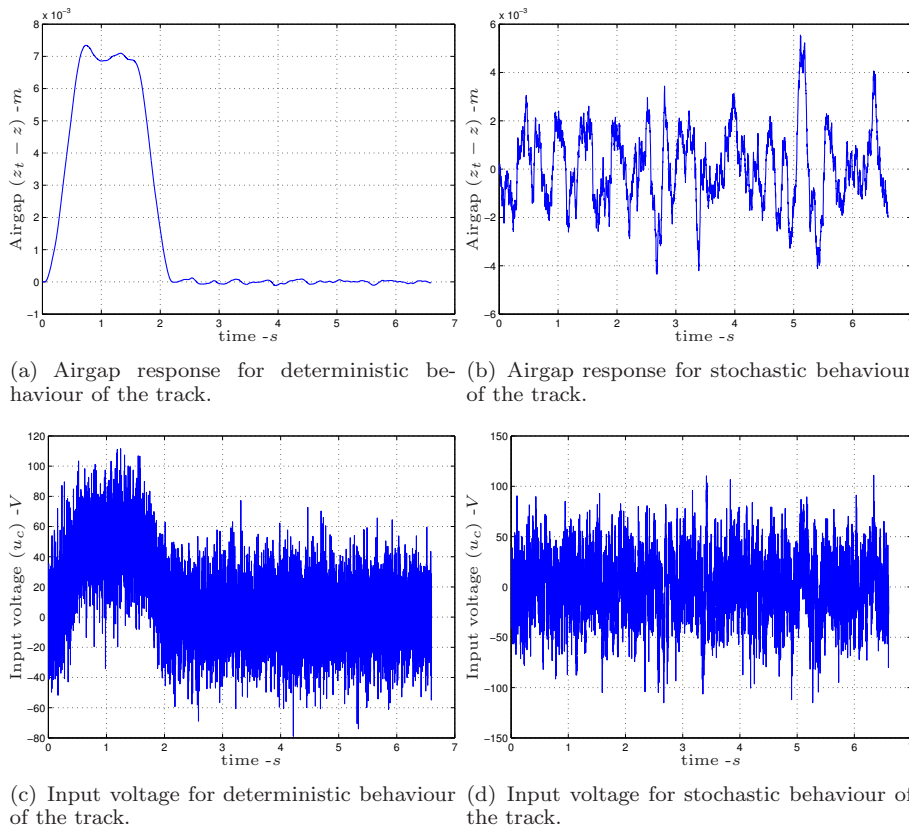 x 10⁻³
8
7
6
5
4
3
2
1
0
−1
0 1 2 3 4 5 6 7
Airgap (z_t − z) -m
time -s
(a) Airgap response for deterministic be-
haviour of the track.
x 10⁻³
6
4
2
0
−2
−4
−6
0 1 2 3 4 5 6
Airgap (z_t − z) -m
time -s
(b) Airgap response for stochastic behaviour
of the track.
120
100
80
60
40
20
0
−20
−40
−60
−80
0 1 2 3 4 5 6 7
Input voltage (u_c) -V
time -s
(c) Input voltage for deterministic behaviour
of the track.
150
100
50
0
−50
−100
−150
0 1 2 3 4 5 6
Input voltage (u_c) -V
time -s
(d) Input voltage for stochastic behaviour of
the track.